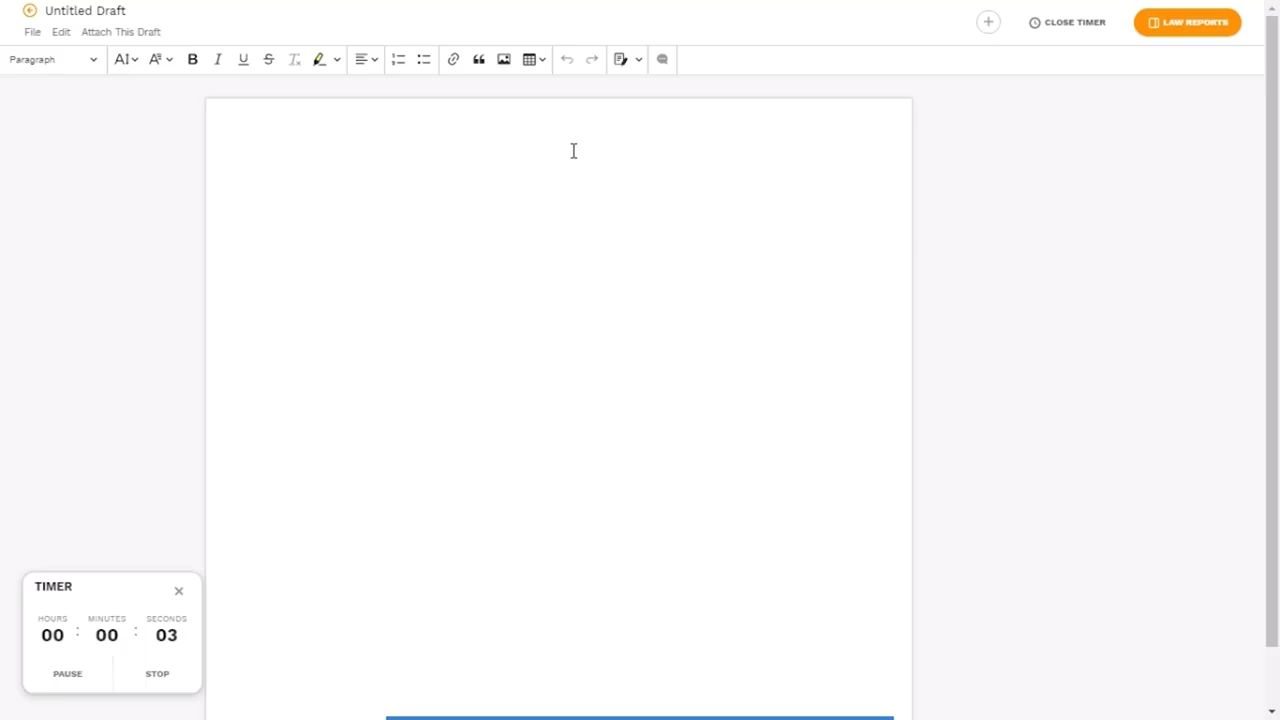 Untitled Draft
File Edit Attach This Draft
CLOSE TIMER
LAW REPORTS
Paragraph
TIMER
HOURS MINUTES SECONDS
00 : 00 : 03
PAUSE STOP